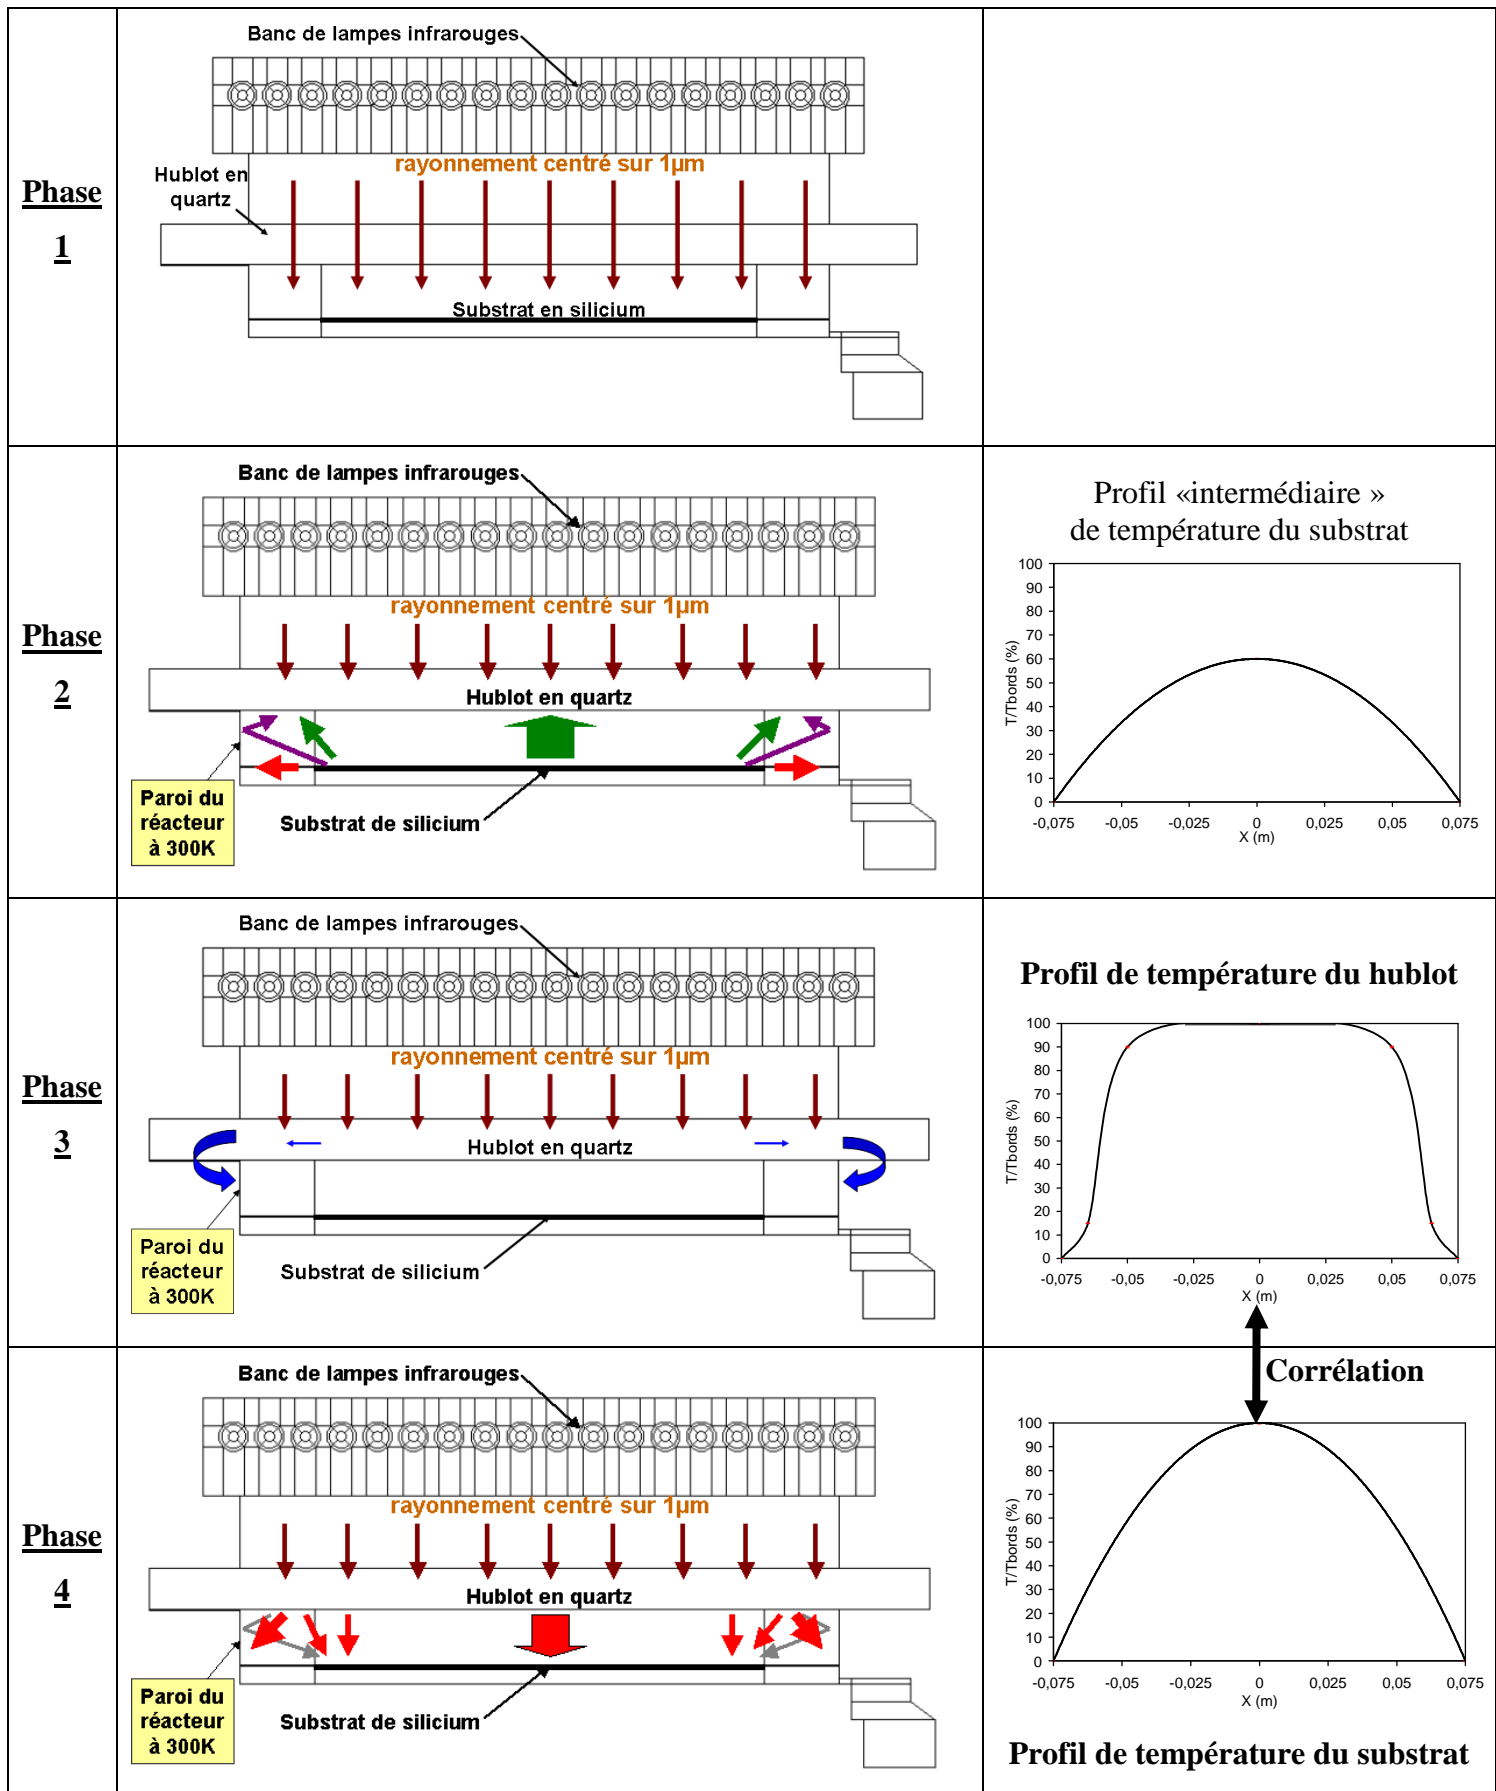 Phase
1
Banc de lampes infrarouges
rayonnement centré sur 1µm
Hublot en
quartz
Substrat en silicium
Phase
2
Banc de lampes infrarouges
rayonnement centré sur 1µm
Hublot en quartz
Paroi du
réacteur
à 300K
Substrat de silicium
Profil «intermédiaire »
de température du substrat
T/Tbords (%)
100
90
80
70
60
50
40
30
20
10
0
-0,075 -0,05 -0,025 0 0,025 0,05 0,075
X (m)
Phase
3
Banc de lampes infrarouges
rayonnement centré sur 1µm
Hublot en quartz
Paroi du
réacteur
à 300K
Substrat de silicium
Profil de température du hublot
T/Tbords (%)
100
90
80
70
60
50
40
30
20
10
0
-0,075 -0,05 -0,025 0 0,025 0,05 0,075
X (m)
Corrélation
Phase
4
Banc de lampes infrarouges
rayonnement centré sur 1µm
Hublot en quartz
Paroi du
réacteur
à 300K
Substrat de silicium
T/Tbords (%)
100
90
80
70
60
50
40
30
20
10
0
-0,075 -0,05 -0,025 0 0,025 0,05 0,075
X (m)
Profil de température du substrat